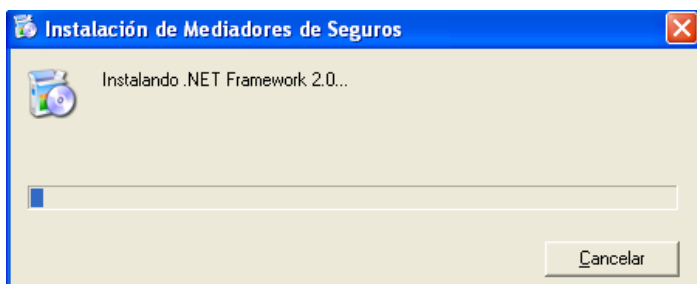 Instalación de Mediadores de Seguros
Instalando .NET Framework 2.0...
Cancelar